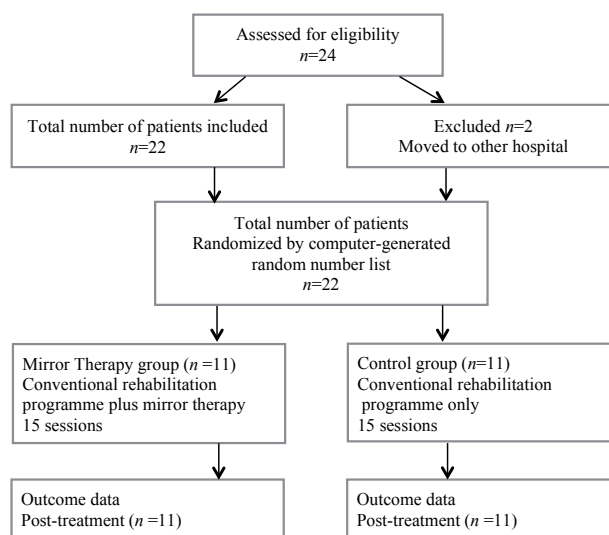 Assessed for eligibility
n=24
Total number of patients included
n=22
Excluded n=2
Moved to other hospital
Total number of patients
Randomized by computer-generated
random number list
n=22
Mirror Therapy group (n =11)
Conventional rehabilitation
programme plus mirror therapy
15 sessions
Control group (n=11)
Conventional rehabilitation
programme only
15 sessions
Outcome data
Post-treatment (n =11)
Outcome data
Post-treatment (n =11)